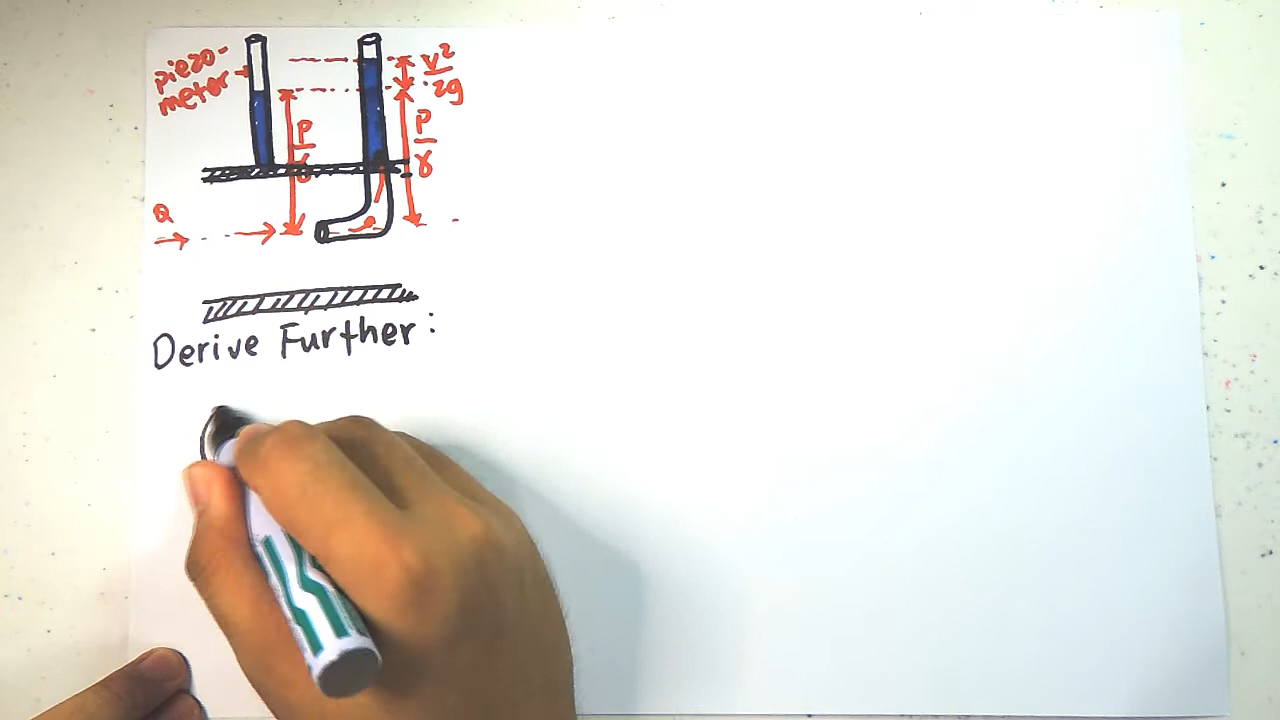 piezo-
meter
v²
2g
P
γ
P
γ
Q
Derive Further: